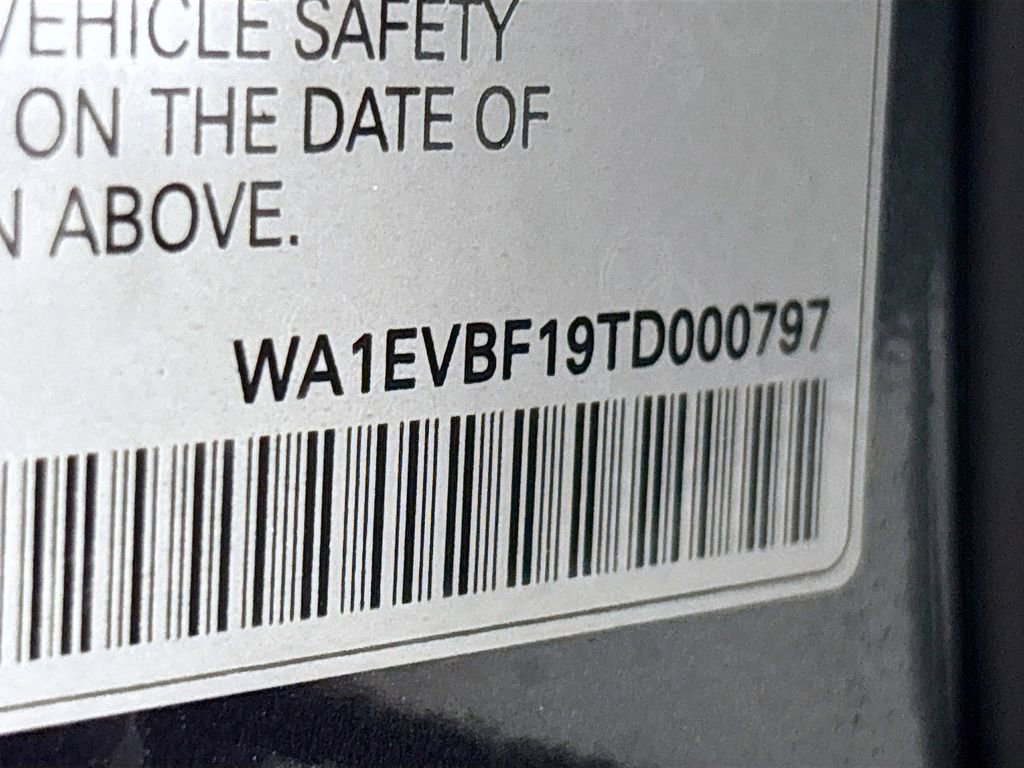 VEHICLE SAFETY
ON THE DATE OF
N ABOVE.
WA1EVBF19TD000797